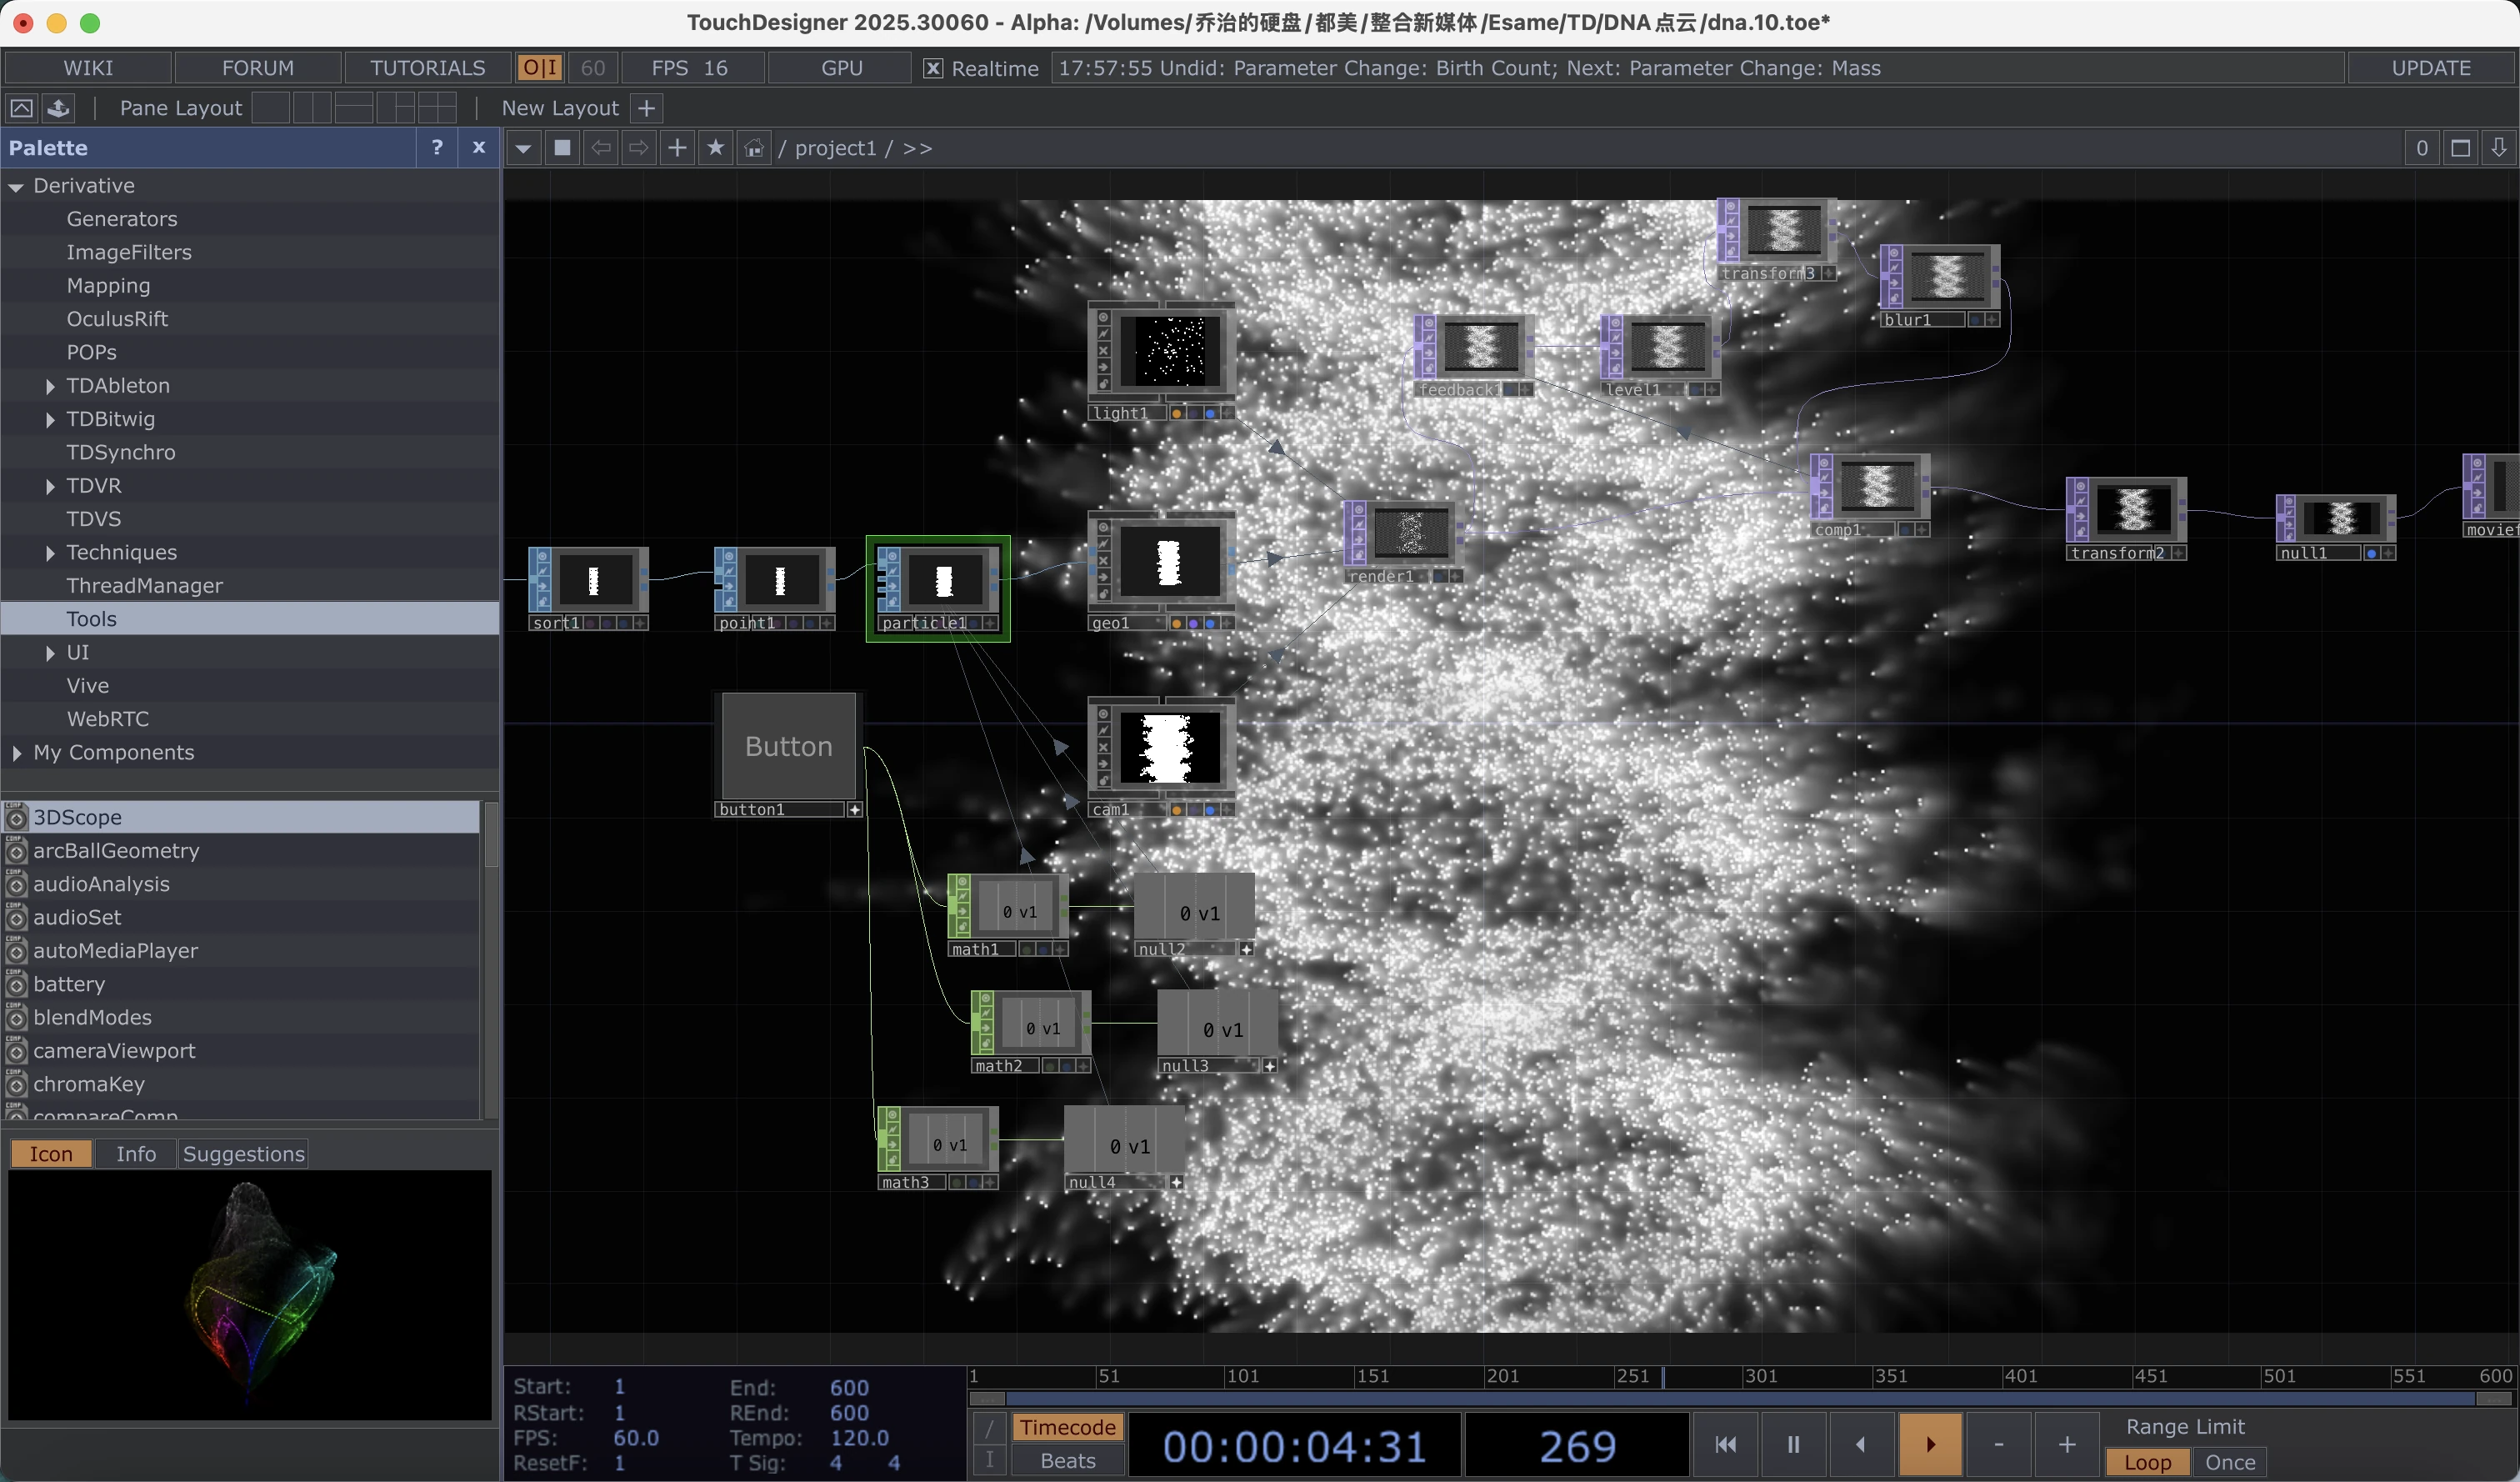 TouchDesigner 2025.30060 - Alpha: /Volumes/乔治的硬盘/都美/整合新媒体/Esame/TD/DNA点云/dna.10.toe*
WIKI FORUM TUTORIALS O|I 60 FPS 16 GPU Realtime 17:57:55 Undid: Parameter Change: Birth Count; Next: Parameter Change: Mass UPDATE
Pane Layout New Layout +
Palette ? x
/ project1 / >> 0
Derivative
Generators
ImageFilters
Mapping
OculusRift
POPs
TDAbleton
TDBitwig
TDSynchro
TDVR
TDVS
Techniques
ThreadManager
Tools
UI
Vive
WebRTC
My Components
3DScope
arcBallGeometry
audioAnalysis
audioSet
autoMediaPlayer
battery
blendModes
cameraViewport
chromaKey
compareComp
Icon Info Suggestions
transform3
blur1
feedback1
level1
light1
comp1
render1
transform2
null1
sort1
point1
particle1
geo1
Button
button1
cam1
0 v1
0 v1
math1
null2
0 v1
0 v1
math2
null3
0 v1
0 v1
math3
null4
1 51 101 151 201 251 301 351 401 451 501 551 600
Start: 1 End: 600
RStart: 1 REnd: 600
FPS: 60.0 Tempo: 120.0
ResetF: 1 T Sig: 4 4
/ Timecode
I Beats
00:00:04:31
269
- +
Range Limit
Loop Once